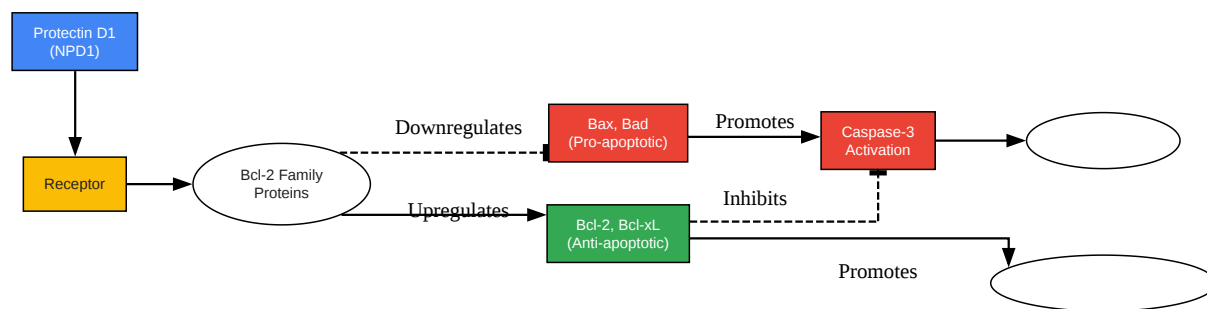 Protectin D1
(NPD1)
Receptor
Bcl-2 Family
Proteins
Downregulates
Upregulates
Bax, Bad
(Pro-apoptotic)
Promotes
Caspase-3
Activation
Bcl-2, Bcl-xL
(Anti-apoptotic)
Inhibits
Promotes